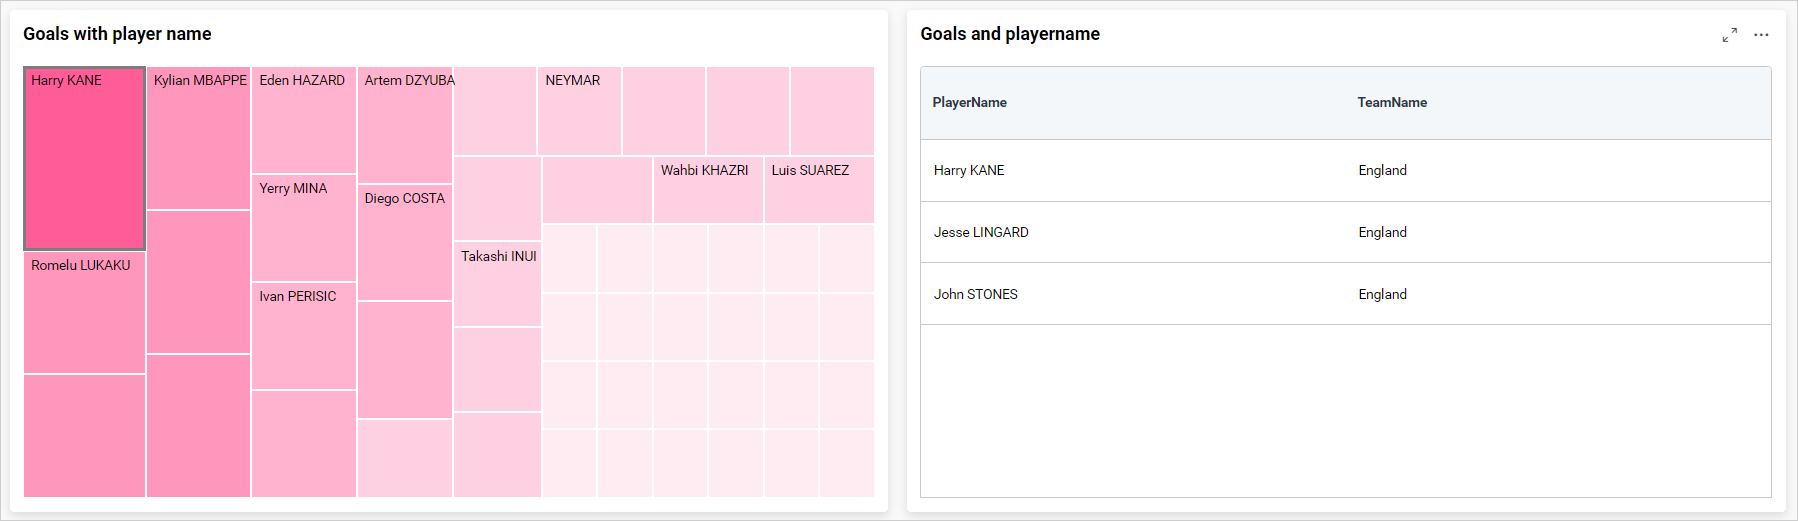 Goals with player name
Harry KANE
Kylian MBAPPE
Eden HAZARD
Artem DZYUBA
NEYMAR
Wahbi KHAZRI
Luis SUAREZ
Yerry MINA
Diego COSTA
Takashi INUI
Romelu LUKAKU
Ivan PERISIC
Goals and playername
PlayerName TeamName
Harry KANE England
Jesse LINGARD England
John STONES England